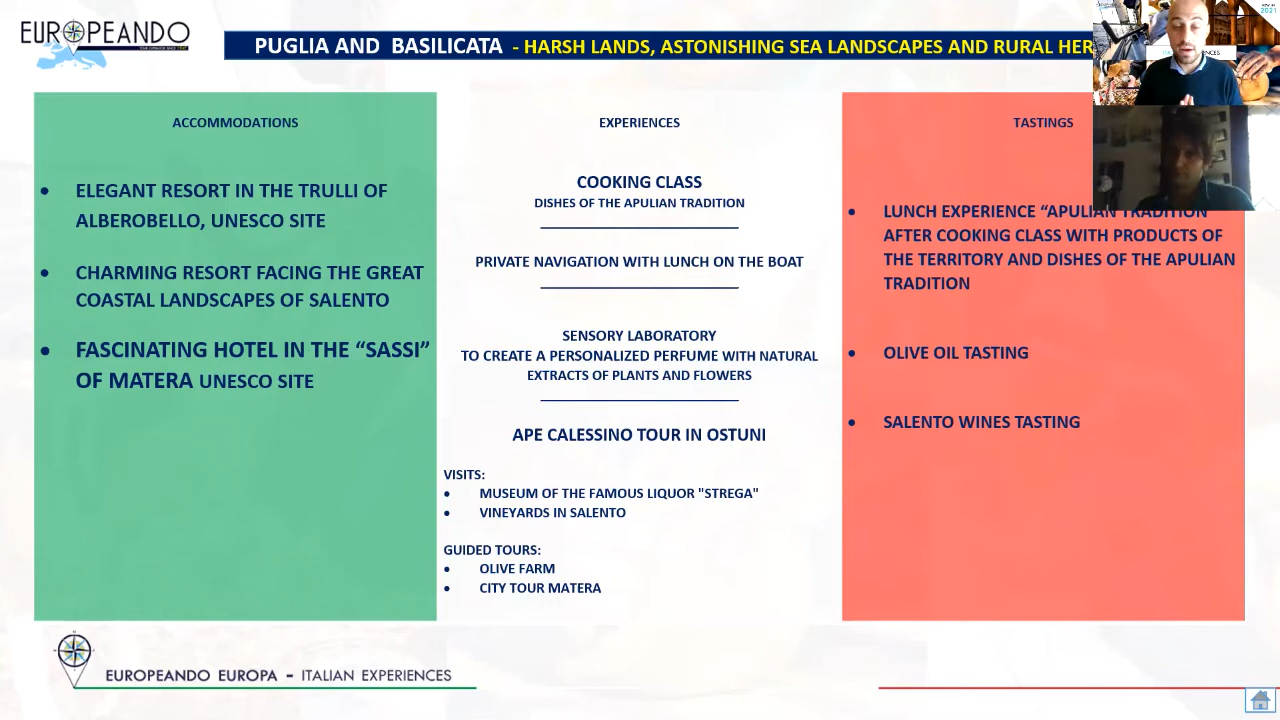 EUROPEANDO
PUGLIA AND BASILICATA - HARSH LANDS, ASTONISHING SEA LANDSCAPES AND RURAL HER
2021
ACCOMMODATIONS
• ELEGANT RESORT IN THE TRULLI OF
ALBEROBELLO, UNESCO SITE
• CHARMING RESORT FACING THE GREAT
COASTAL LANDSCAPES OF SALENTO
• FASCINATING HOTEL IN THE “SASSI”
OF MATERA UNESCO SITE
EXPERIENCES
COOKING CLASS
DISHES OF THE APULIAN TRADITION
PRIVATE NAVIGATION WITH LUNCH ON THE BOAT
SENSORY LABORATORY
TO CREATE A PERSONALIZED PERFUME WITH NATURAL
EXTRACTS OF PLANTS AND FLOWERS
APE CALESSINO TOUR IN OSTUNI
VISITS:
• MUSEUM OF THE FAMOUS LIQUOR "STREGA"
• VINEYARDS IN SALENTO
GUIDED TOURS:
• OLIVE FARM
• CITY TOUR MATERA
TASTINGS
• LUNCH EXPERIENCE “APULIAN TRADITION”
AFTER COOKING CLASS WITH PRODUCTS OF
THE TERRITORY AND DISHES OF THE APULIAN
TRADITION
• OLIVE OIL TASTING
• SALENTO WINES TASTING
EUROPEANDO EUROPA – ITALIAN EXPERIENCES